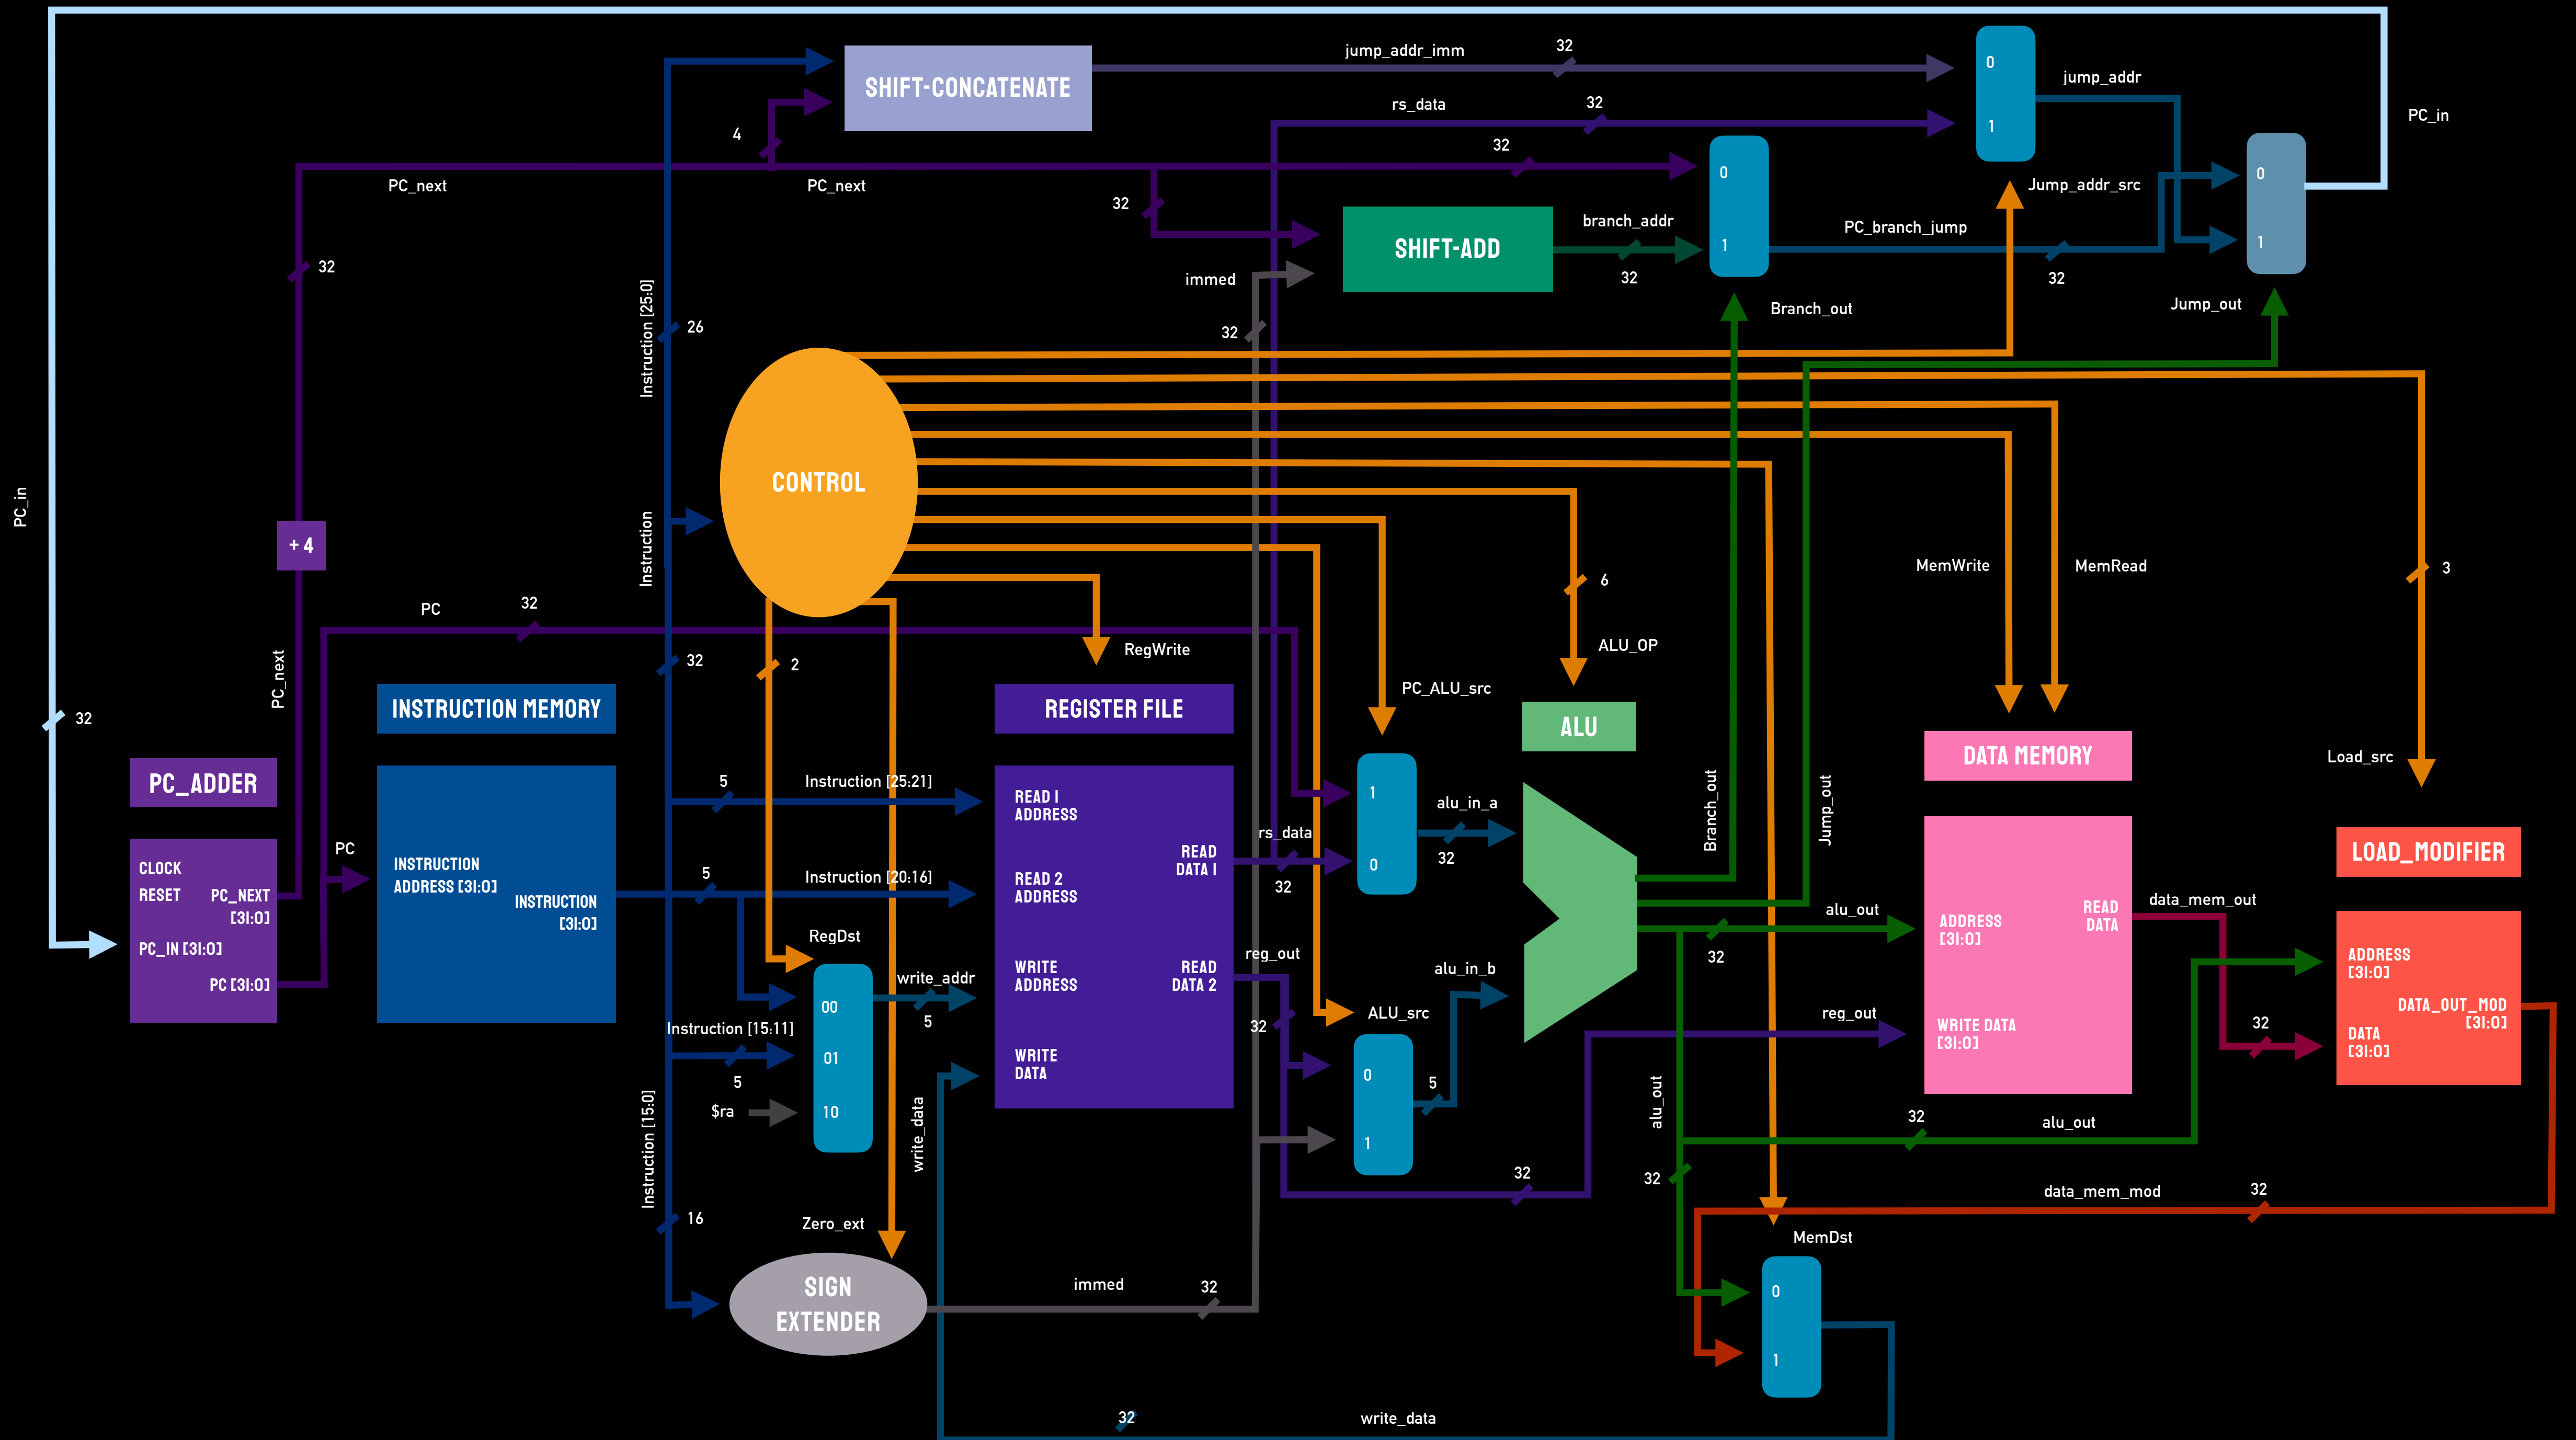 jump_addr_imm
32
SHIFT-CONCATENATE
0
jump_addr
rs_data
32
1
PC_in
4
32
0
0
PC_next
PC_next
Jump_addr_src
32
branch_addr
PC_branch_jump
SHIFT-ADD
1
1
32
immed
32
32
Instruction [25:0]
26
32
Branch_out
Jump_out
CONTROL
PC_in
Instruction
+ 4
MemWrite
MemRead
3
6
PC
32
ALU_OP
RegWrite
PC_next
32
2
PC_ALU_src
32
INSTRUCTION MEMORY
REGISTER FILE
ALU
DATA MEMORY
Load_src
PC_ADDER
5
Instruction [25:21]
READ 1
ADDRESS
1
alu_in_a
Branch_out
Jump_out
rs_data
32
LOAD_MODIFIER
PC
CLOCK
RESET
PC_NEXT
[31:0]
PC_IN [31:0]
PC [31:0]
INSTRUCTION
ADDRESS [31:0]
INSTRUCTION
[31:0]
5
Instruction [20:16]
READ 2
ADDRESS
READ
DATA 1
32
0
alu_out
32
ADDRESS
[31:0]
READ
DATA
data_mem_out
RegDst
write_addr
5
WRITE
ADDRESS
READ
DATA 2
reg_out
32
alu_in_b
ADDRESS
[31:0]
DATA_OUT_MOD
[31:0]
DATA
[31:0]
00
Instruction [15:11]
5
01
$ra
10
ALU_src
reg_out
WRITE DATA
[31:0]
32
WRITE
DATA
0
5
1
alu_out
32
alu_out
Instruction [15:0]
write_data
32
32
data_mem_mod
32
16
Zero_ext
MemDst
SIGN
EXTENDER
immed
32
0
1
32
write_data